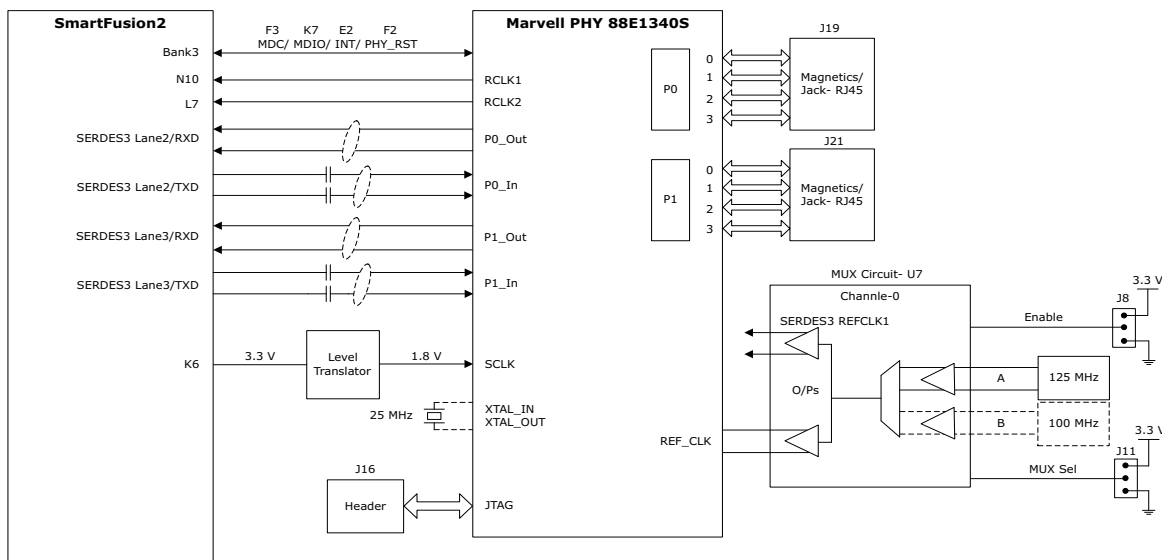 SmartFusion2
Marvell PHY 88E1340S
F3 K7 E2 F2
MDC/ MDIO/ INT/ PHY_RST
Bank3
N10
RCLK1
L7
RCLK2
SERDES3 Lane2/RXD
P0_Out
SERDES3 Lane2/TXD
P0_In
SERDES3 Lane3/RXD
P1_Out
SERDES3 Lane3/TXD
P1_In
K6
3.3 V
Level
Translator
1.8 V
SCLK
25 MHz
XTAL_IN
XTAL_OUT
J16
Header
JTAG
P0
0
1
2
3
J19
Magnetics/
Jack- RJ45
P1
0
1
2
3
J21
Magnetics/
Jack- RJ45
REF_CLK
MUX Circuit- U7
Channle-0
SERDES3 REFCLK1
O/Ps
A
125 MHz
B
100 MHz
Enable
J8
3.3 V
MUX Sel
J11
3.3 V